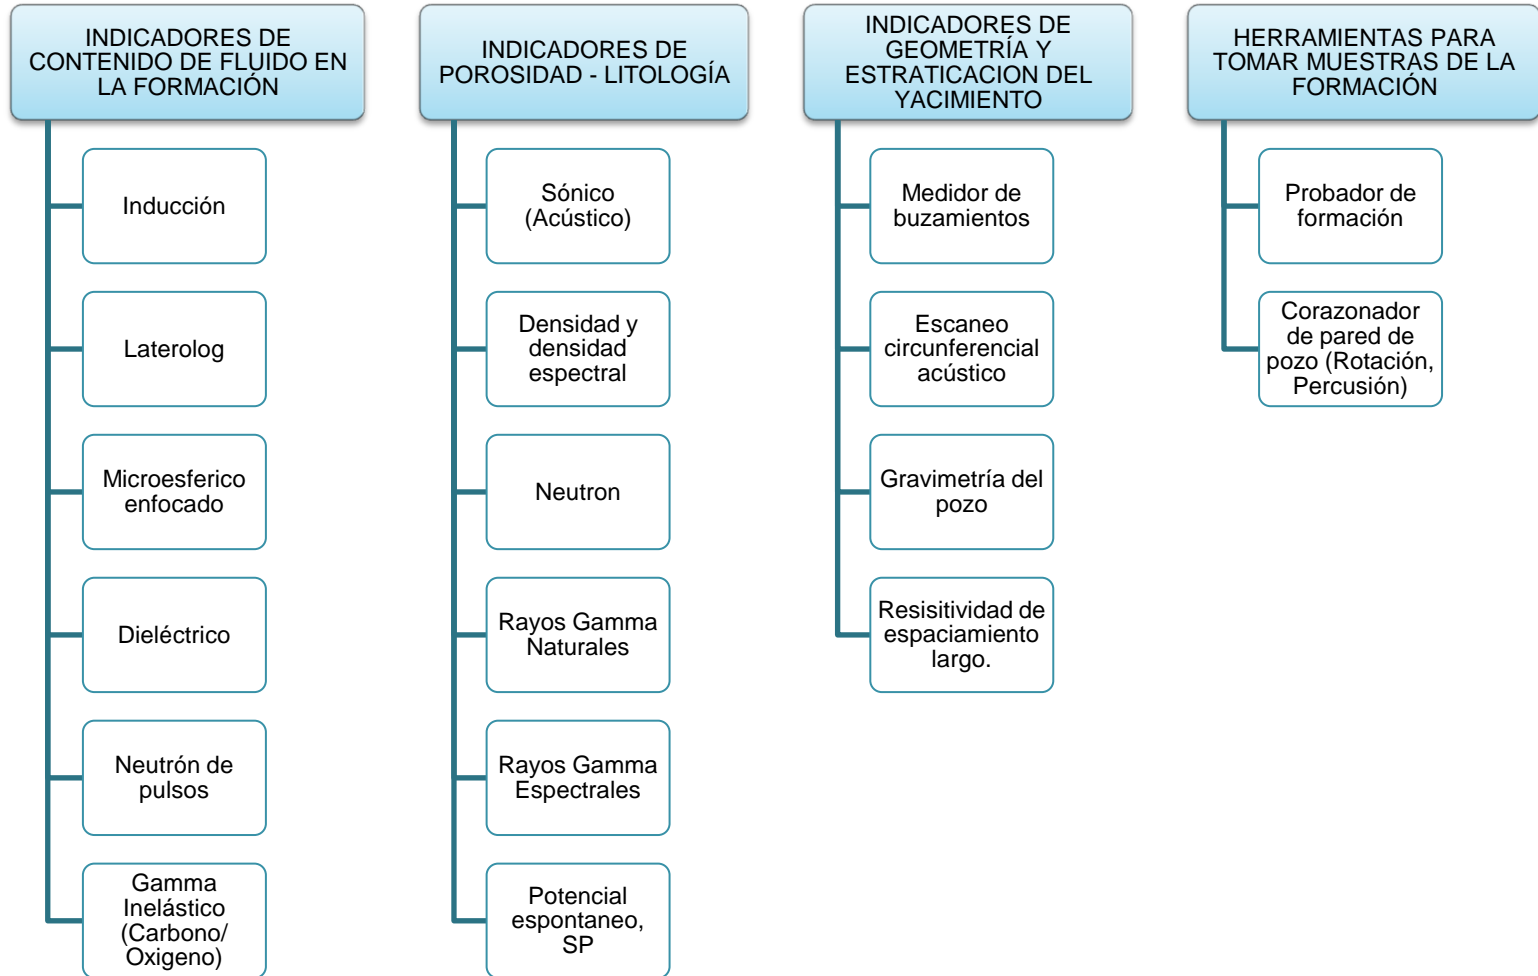 INDICADORES DE
CONTENIDO DE FLUIDO EN
LA FORMACIÓN
Inducción
Laterolog
Microesferico
enfocado
Dieléctrico
Neutrón de
pulsos
Gamma
Inelástico
(Carbono/
Oxigeno)
INDICADORES DE
POROSIDAD - LITOLOGÍA
Sónico
(Acústico)
Densidad y
densidad
espectral
Neutron
Rayos Gamma
Naturales
Rayos Gamma
Espectrales
Potencial
espontaneo,
SP
INDICADORES DE
GEOMETRÍA Y
ESTRATICACION DEL
YACIMIENTO
Medidor de
buzamientos
Escaneo
circunferencial
acústico
Gravimetría del
pozo
Resisitividad de
espaciamiento
largo.
HERRAMIENTAS PARA
TOMAR MUESTRAS DE LA
FORMACIÓN
Probador de
formación
Corazonador
de pared de
pozo (Rotación,
Percusión)